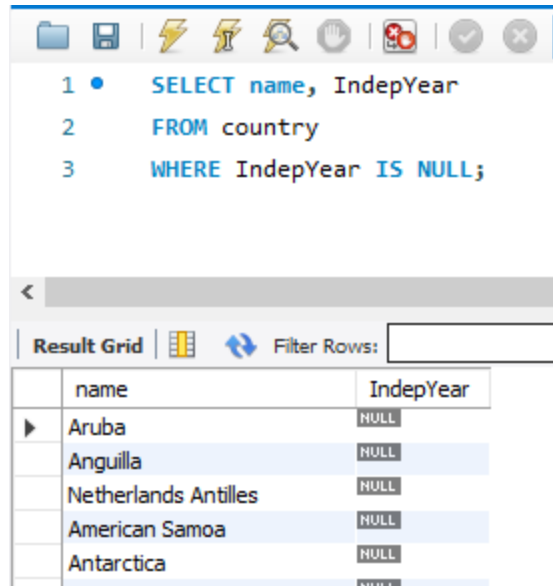 1 SELECT name, IndepYear
2 FROM country
3 WHERE IndepYear IS NULL;
Result Grid Filter Rows:
name IndepYear
Aruba NULL
Anguilla NULL
Netherlands Antilles NULL
American Samoa NULL
Antarctica NULL
NULL